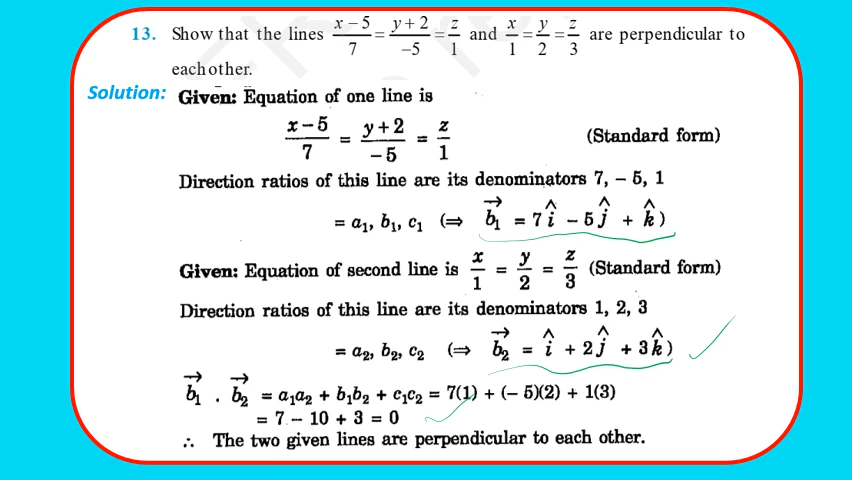 13. Show that the lines (x − 5)/7 = (y + 2)/−5 = z/1 and x/1 = y/2 = z/3 are perpendicular to
each other.
Solution: Given: Equation of one line is
(x − 5)/7 = (y + 2)/−5 = z/1 (Standard form)
Direction ratios of this line are its denominators 7, − 5, 1
= a₁, b₁, c₁ (⇒ b₁→ = 7î − 5ĵ + k̂)
Given: Equation of second line is x/1 = y/2 = z/3 (Standard form)
Direction ratios of this line are its denominators 1, 2, 3
= a₂, b₂, c₂ (⇒ b₂→ = î + 2ĵ + 3k̂)
b₁→ . b₂→ = a₁a₂ + b₁b₂ + c₁c₂ = 7(1) + (− 5)(2) + 1(3)
= 7 − 10 + 3 = 0
∴ The two given lines are perpendicular to each other.